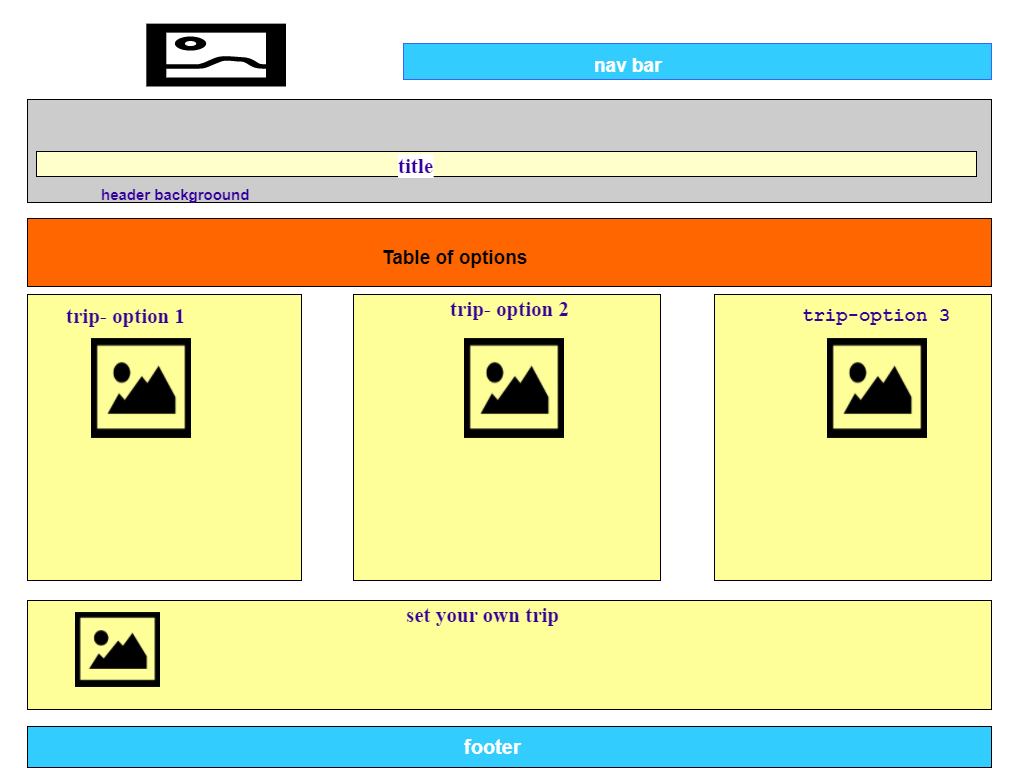 nav bar
title
header backgroound
Table of options
trip- option 1
trip- option 2
trip-option 3
set your own trip
footer